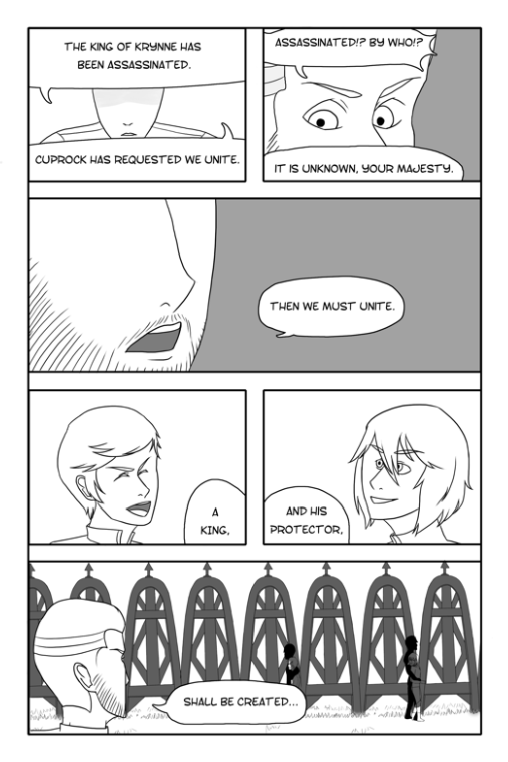 THE KING OF KRYNNE HAS
BEEN ASSASSINATED.
CUPROCK HAS REQUESTED WE UNITE.
ASSASSINATED!? BY WHO!?
IT IS UNKNOWN, YOUR MAJESTY.
THEN WE MUST UNITE.
A
KING,
AND HIS
PROTECTOR,
SHALL BE CREATED...